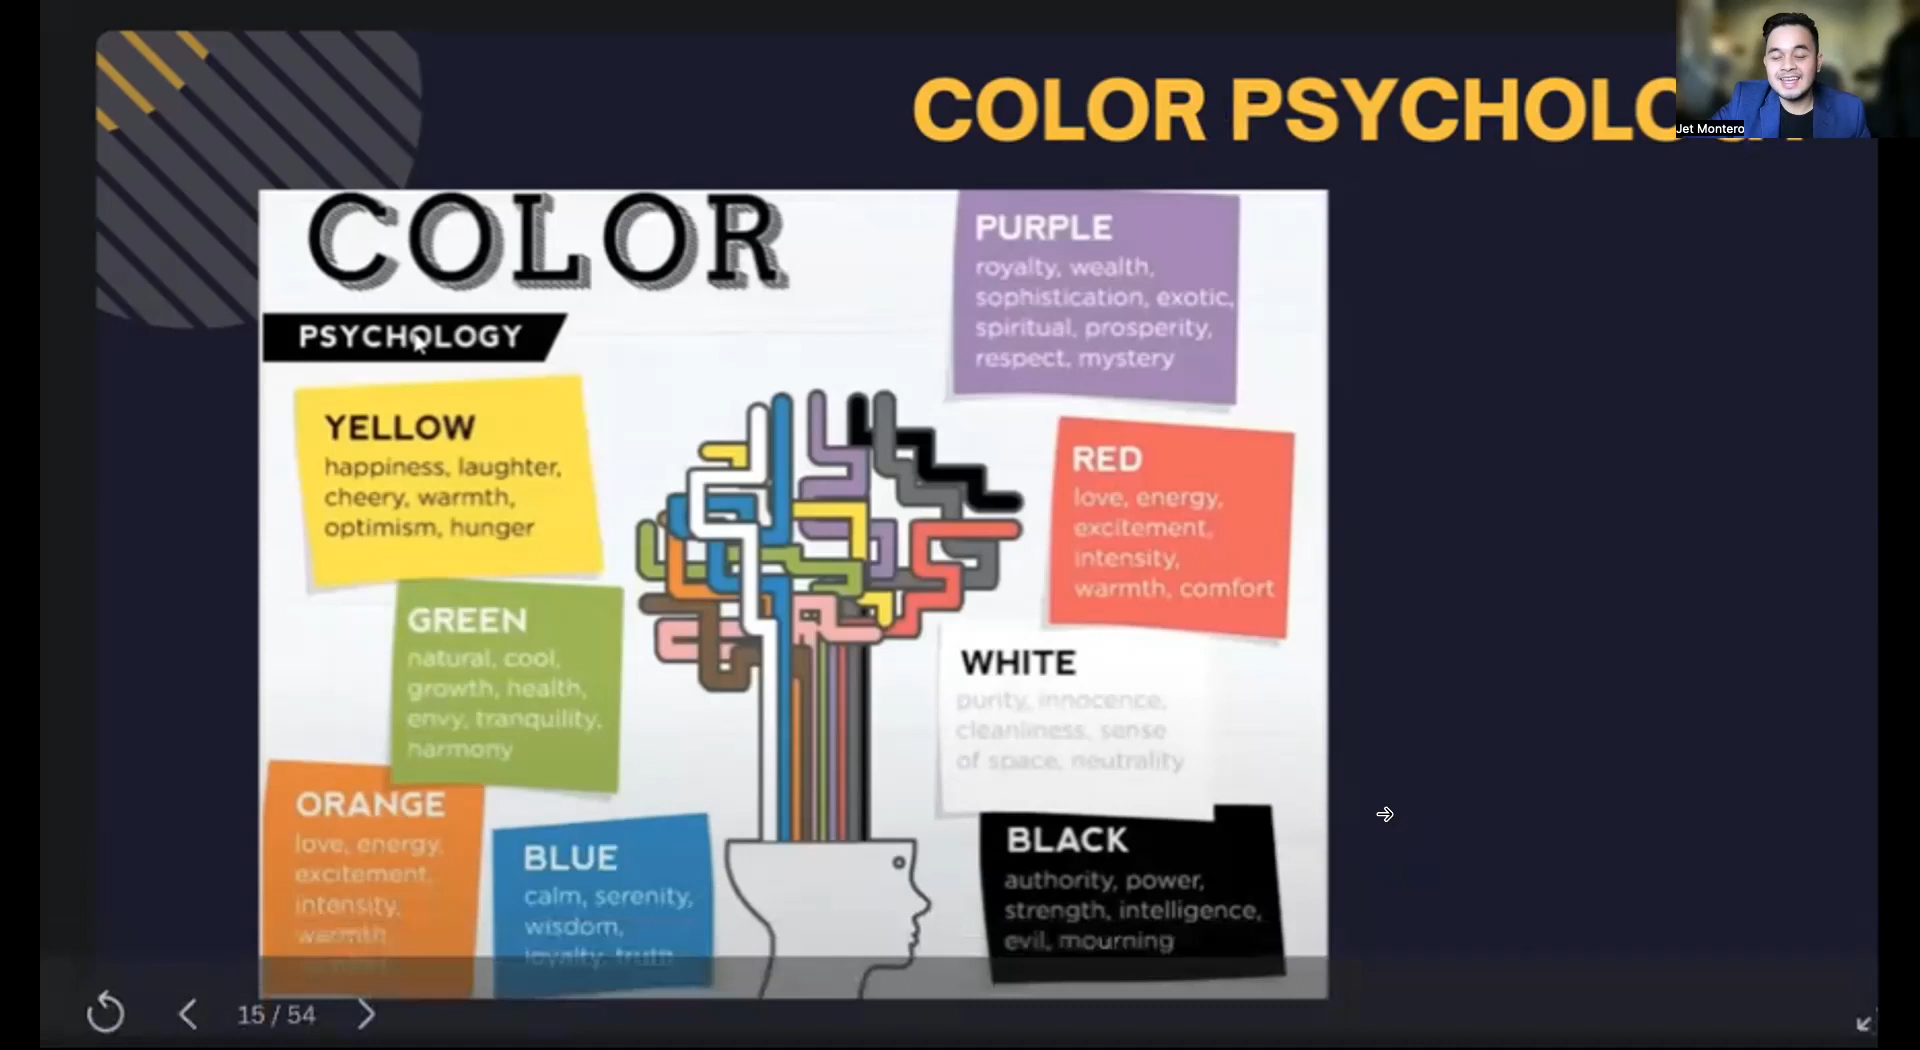 COLOR PSYCHOLO
Jet Montero
COLOR
PSYCHOLOGY
PURPLE
royalty, wealth,
sophistication, exotic,
spiritual, prosperity,
respect, mystery
YELLOW
happiness, laughter,
cheery, warmth,
optimism, hunger
RED
love, energy,
excitement,
intensity,
warmth, comfort
GREEN
natural, cool,
growth, health,
envy, tranquility,
harmony
WHITE
purity, innocence,
cleanliness, sense
of space, neutrality
ORANGE
love, energy,
excitement,
intensity,
warmth,
BLUE
calm, serenity,
wisdom,
loyalty, truth
BLACK
authority, power,
strength, intelligence,
evil, mourning
15 / 54